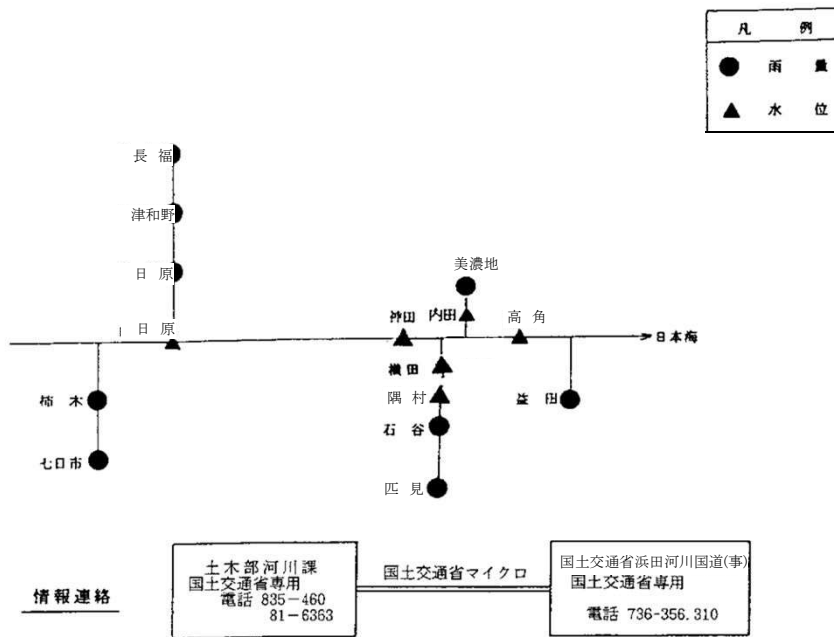 凡 例
雨 量
水 位
長 福
津和野
日 原
日 原
美濃地
神田
内田
高 角
日本海
横田
隅 村
柿 木
石 谷
益 田
七日市
匹 見
情報連絡
土木部河川課
国土交通省専用
電話 835-460
81-6363
国土交通省マイクロ
国土交通省浜田河川国道(事)
国土交通省専用
電話 736-356.310